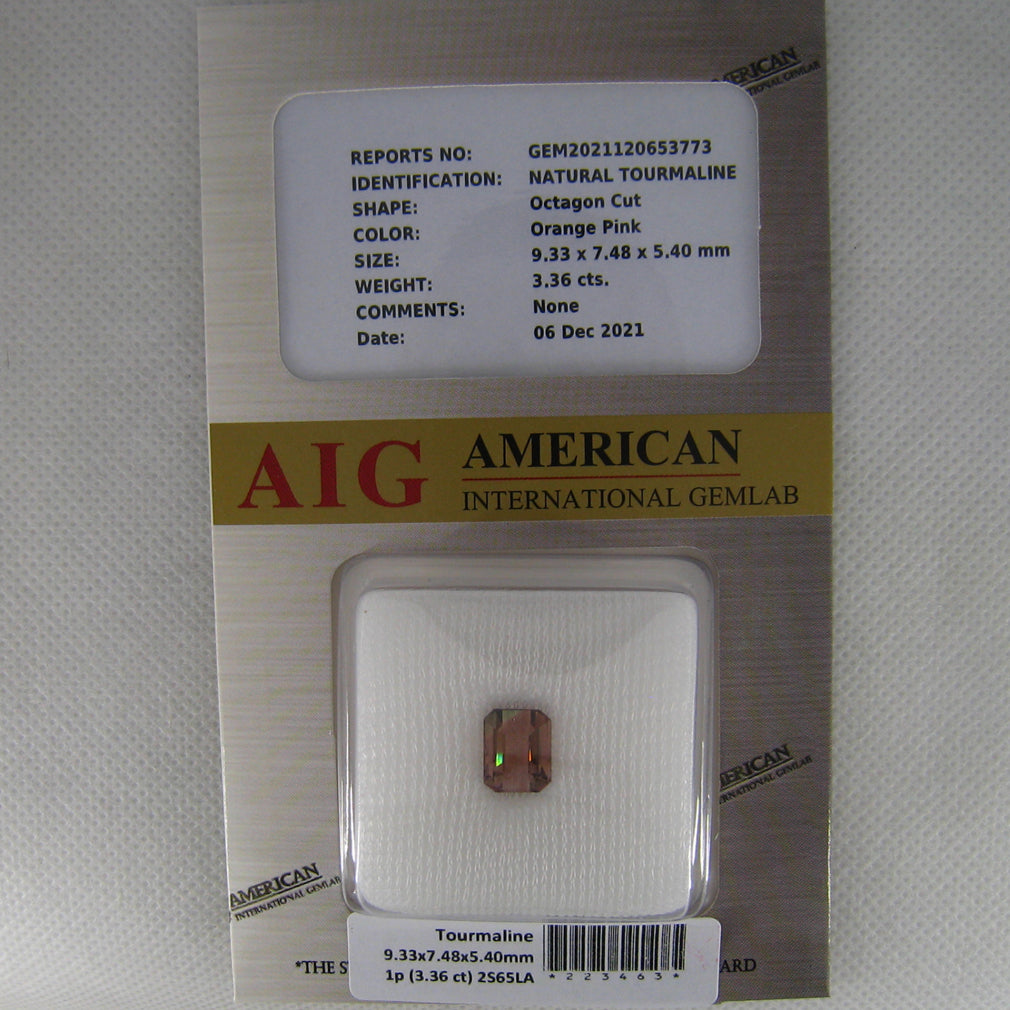 AMERICAN
INTERNATIONAL GEMLAB
REPORTS NO: GEM2021120653773
IDENTIFICATION: NATURAL TOURMALINE
SHAPE: Octagon Cut
COLOR: Orange Pink
SIZE: 9.33 x 7.48 x 5.40 mm
WEIGHT: 3.36 cts.
COMMENTS: None
Date: 06 Dec 2021
AIG AMERICAN
INTERNATIONAL GEMLAB
AMERICAN
INTERNATIONAL GEMLAB
AMERICAN
INTERNATIONAL GEMLAB
Tourmaline
9.33x7.48x5.40mm
1p (3.36 ct) 2S65LA
*223463*
*THE